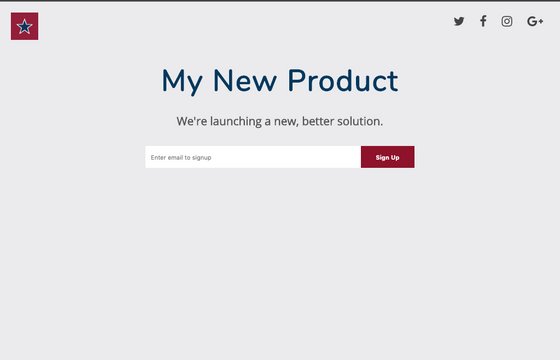 My New Product
We're launching a new, better solution.
Enter email to signup
Sign Up